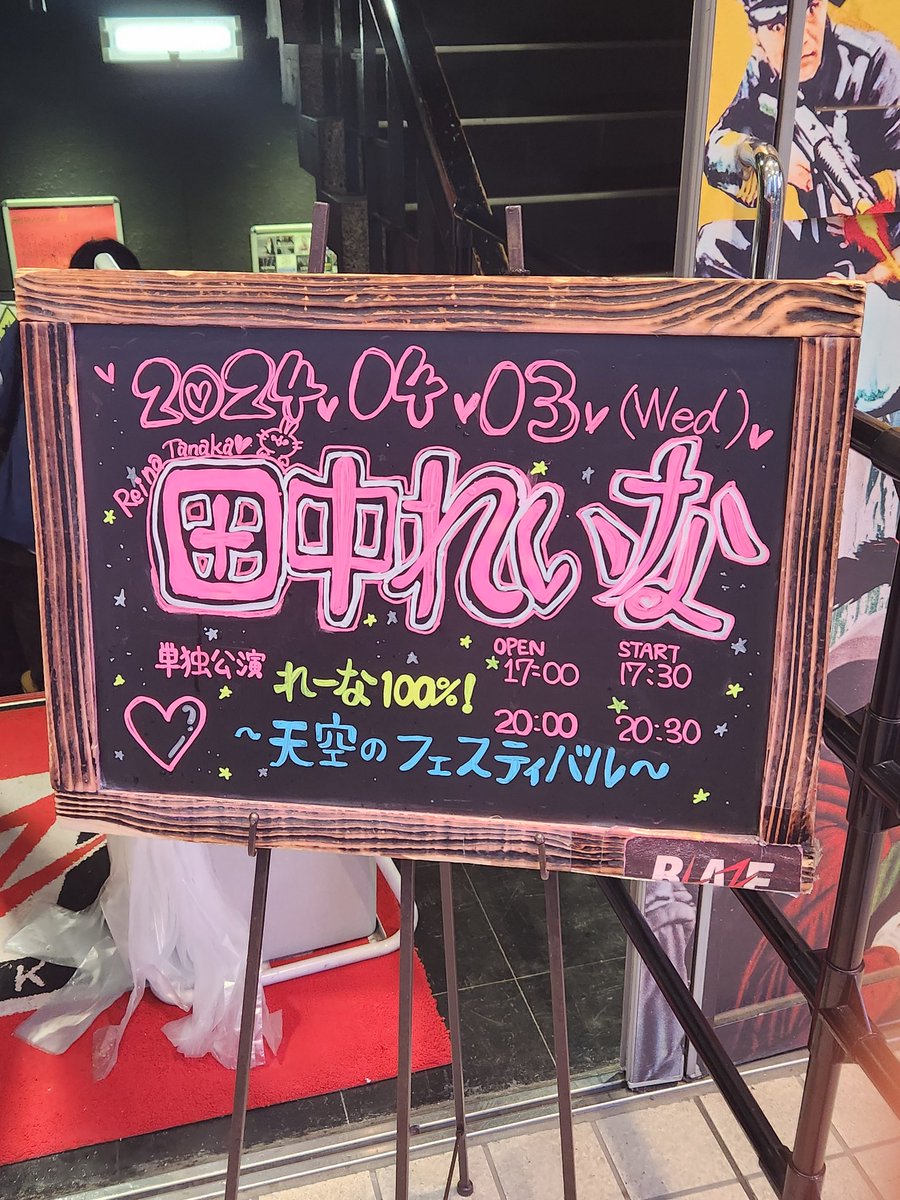 2024.04.03 (Wed)
Reina Tanaka
田中れいな
単独公演
れーな100%!
〜天空のフェスティバル〜
OPEN START
17:00 17:30
20:00 20:30
BLAZE
K